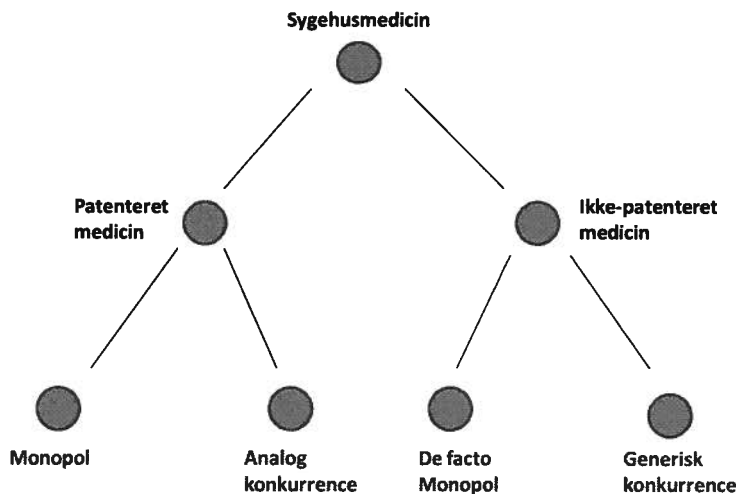 Sygehusmedicin
Patenteret
medicin
Ikke-patenteret
medicin
Monopol
Analog
konkurrence
De facto
Monopol
Generisk
konkurrence